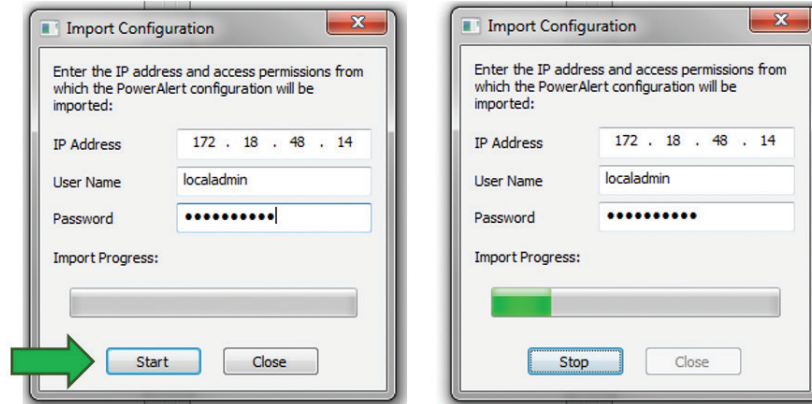 Import Configuration
Enter the IP address and access permissions from
which the PowerAlert configuration will be
imported:
IP Address 172 . 18 . 48 . 14
User Name localadmin
Password ●●●●●●●●●●
Import Progress:
Start Close
Import Configuration
Enter the IP address and access permissions from
which the PowerAlert configuration will be
imported:
IP Address 172 . 18 . 48 . 14
User Name localadmin
Password ●●●●●●●●●●
Import Progress:
Stop Close